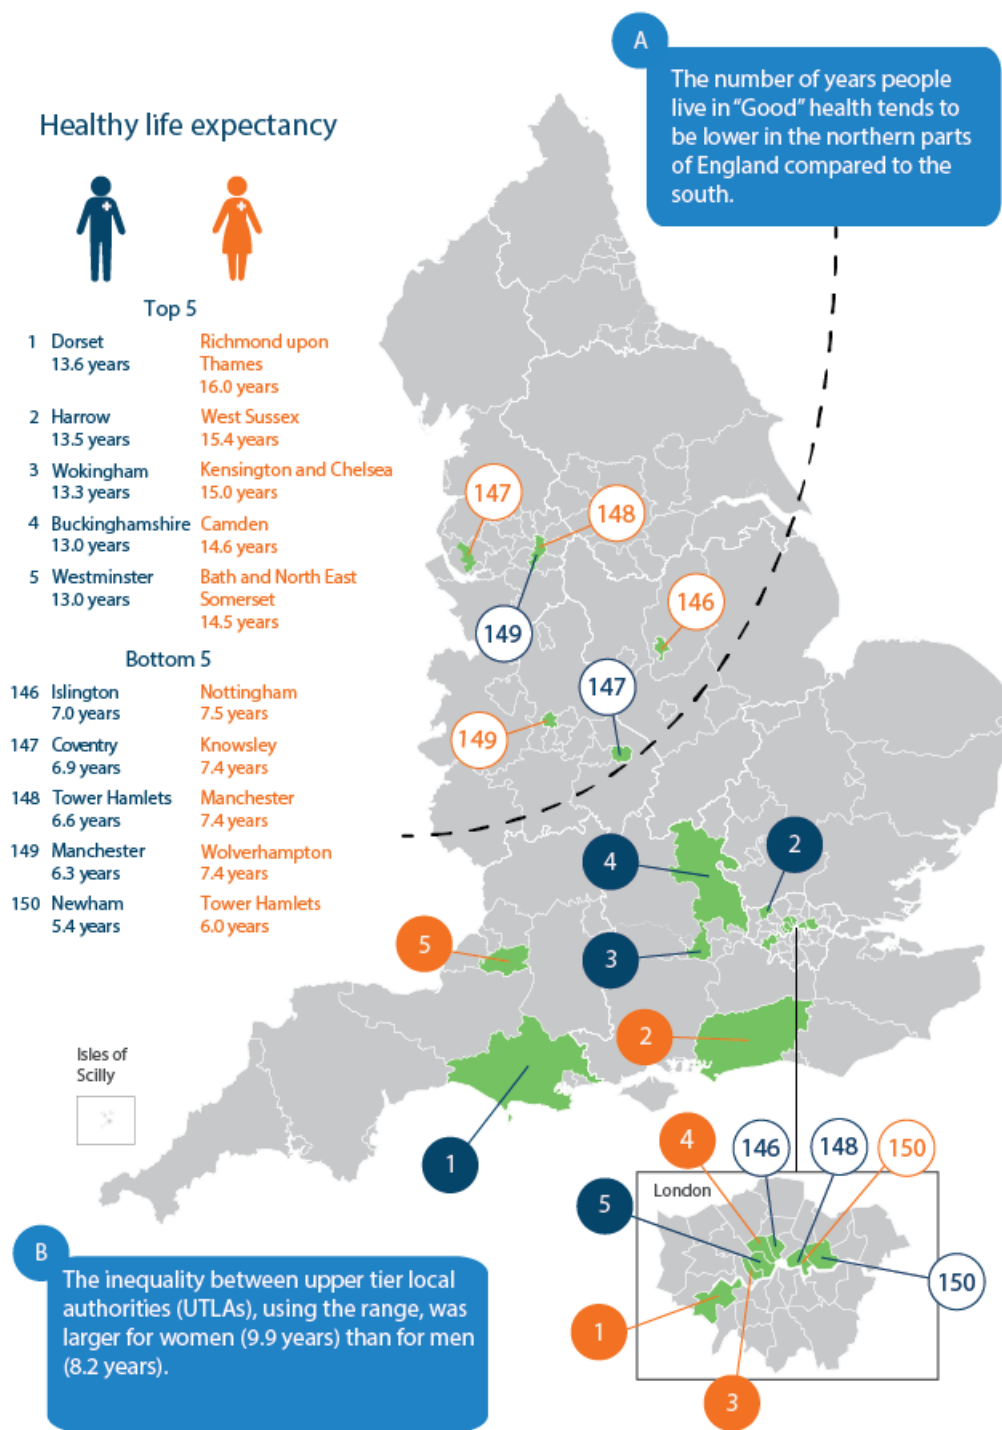 A
The number of years people
live in “Good” health tends to
be lower in the northern parts
of England compared to the
south.
Healthy life expectancy
Top 5
1 Dorset
13.6 years
Richmond upon
Thames
16.0 years
2 Harrow
13.5 years
West Sussex
15.4 years
3 Wokingham
13.3 years
Kensington and Chelsea
15.0 years
4 Buckinghamshire
13.0 years
Camden
14.6 years
5 Westminster
13.0 years
Bath and North East
Somerset
14.5 years
Bottom 5
146 Islington
7.0 years
Nottingham
7.5 years
147 Coventry
6.9 years
Knowsley
7.4 years
148 Tower Hamlets
6.6 years
Manchester
7.4 years
149 Manchester
6.3 years
Wolverhampton
7.4 years
150 Newham
5.4 years
Tower Hamlets
6.0 years
147
148
149
146
147
149
2
4
5
3
2
1
Isles of
Scilly
4
146
148
150
London
5
150
1
3
B
The inequality between upper tier local
authorities (UTLAs), using the range, was
larger for women (9.9 years) than for men
(8.2 years).